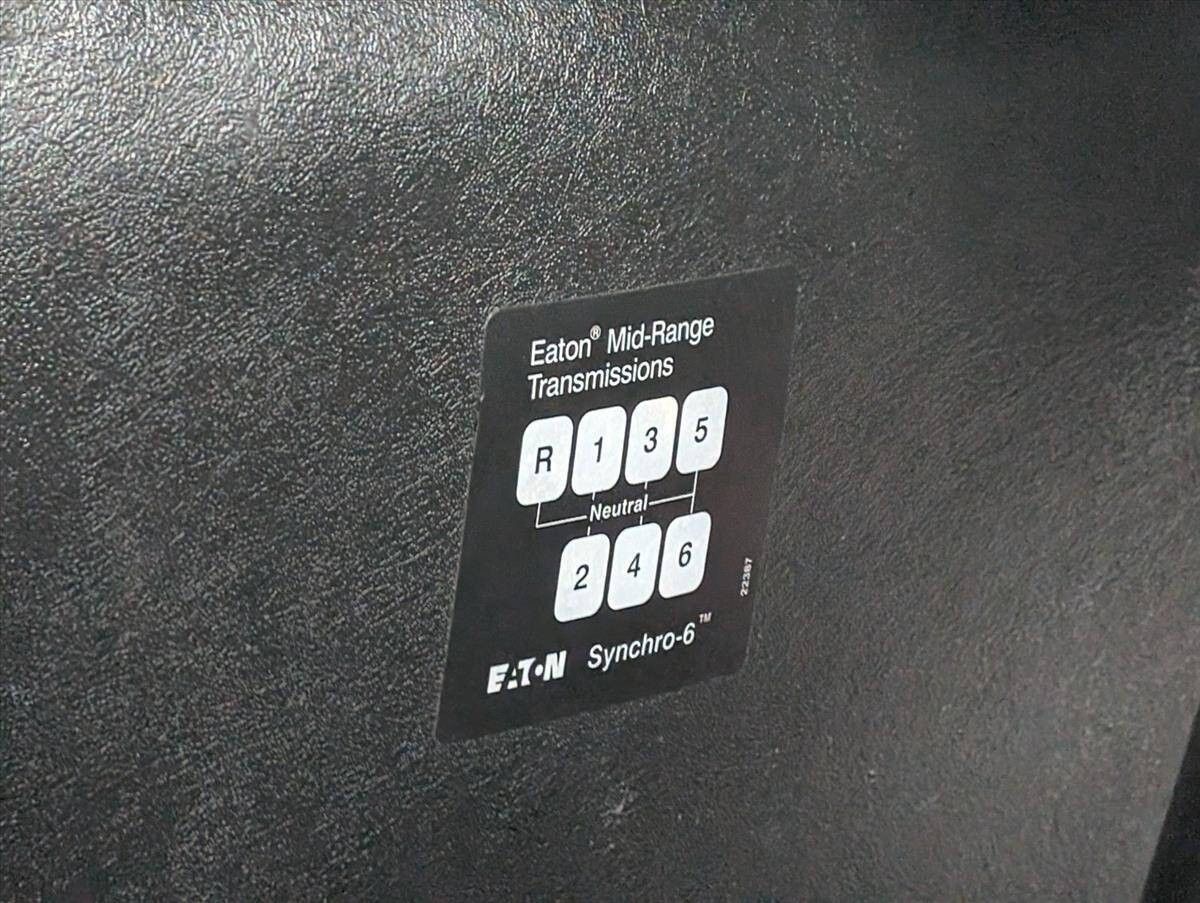 Eaton® Mid-Range
Transmissions
R 1 3 5
Neutral
2 4 6
22387
EATON Synchro-6™